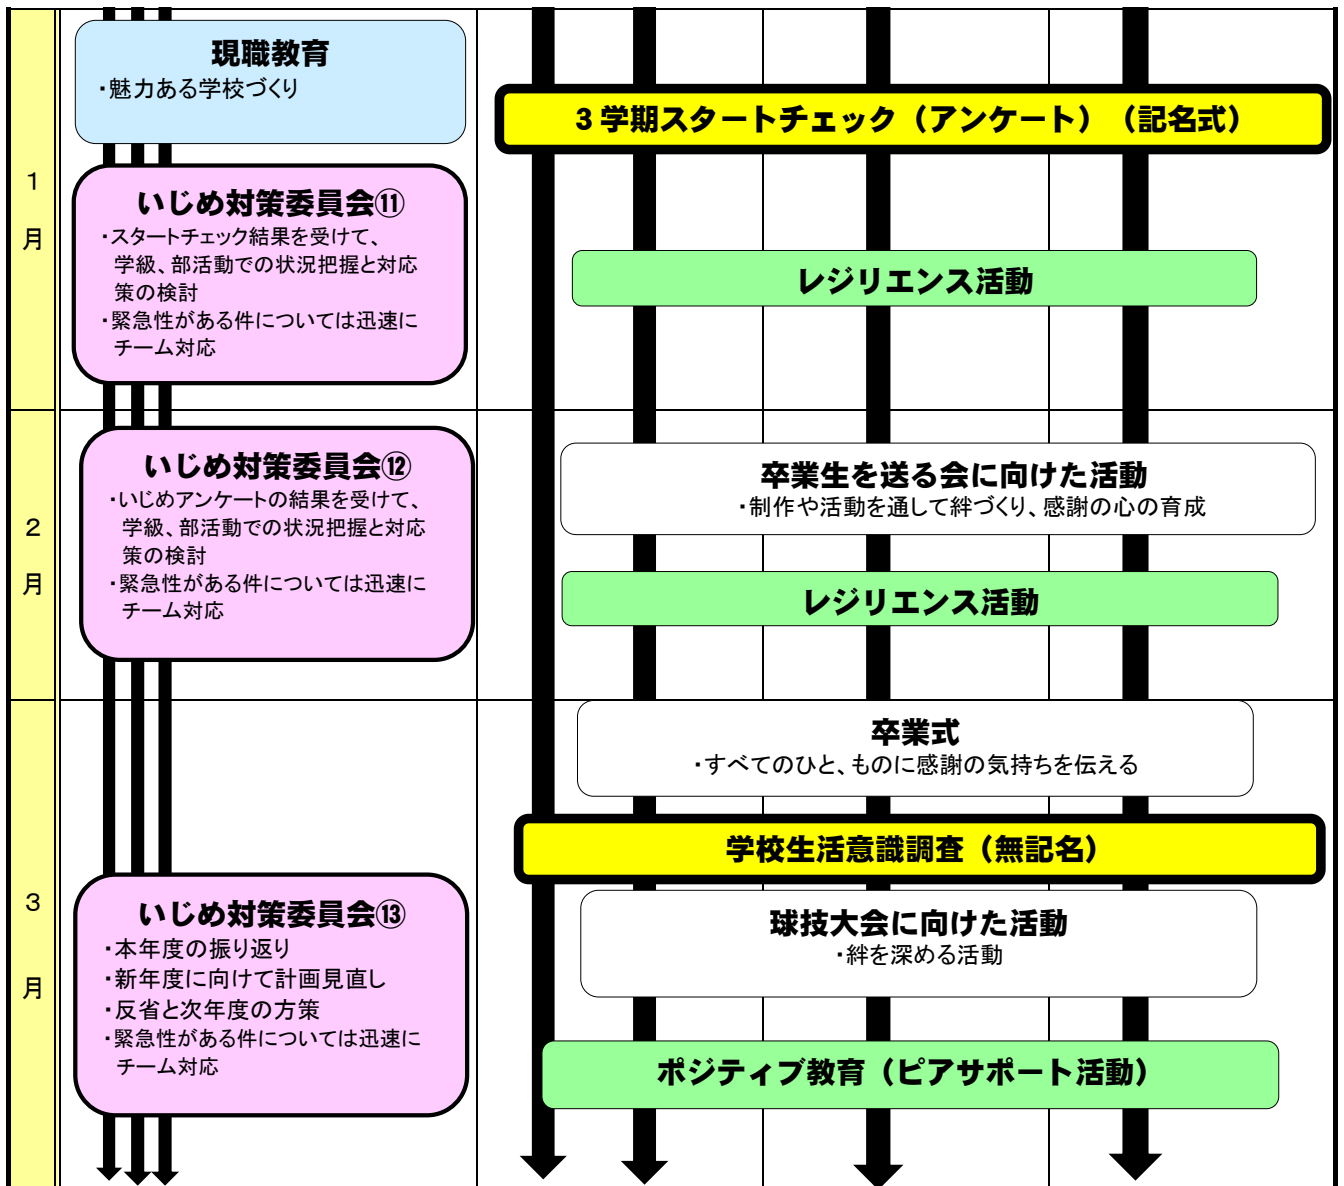 1
月
現職教育
・魅力ある学校づくり
3学期スタートチェック（アンケート）（記名式）
いじめ対策委員会⑪
・スタートチェック結果を受けて、
学級、部活動での状況把握と対応
策の検討
・緊急性がある件については迅速に
チーム対応
レジリエンス活動
2
月
いじめ対策委員会⑫
・いじめアンケートの結果を受けて、
学級、部活動での状況把握と対応
策の検討
・緊急性がある件については迅速に
チーム対応
卒業生を送る会に向けた活動
・制作や活動を通して絆づくり、感謝の心の育成
レジリエンス活動
3
月
卒業式
・すべてのひと、ものに感謝の気持ちを伝える
学校生活意識調査（無記名）
いじめ対策委員会⑬
・本年度の振り返り
・新年度に向けて計画見直し
・反省と次年度の方策
・緊急性がある件については迅速に
チーム対応
球技大会に向けた活動
・絆を深める活動
ポジティブ教育（ピアサポート活動）